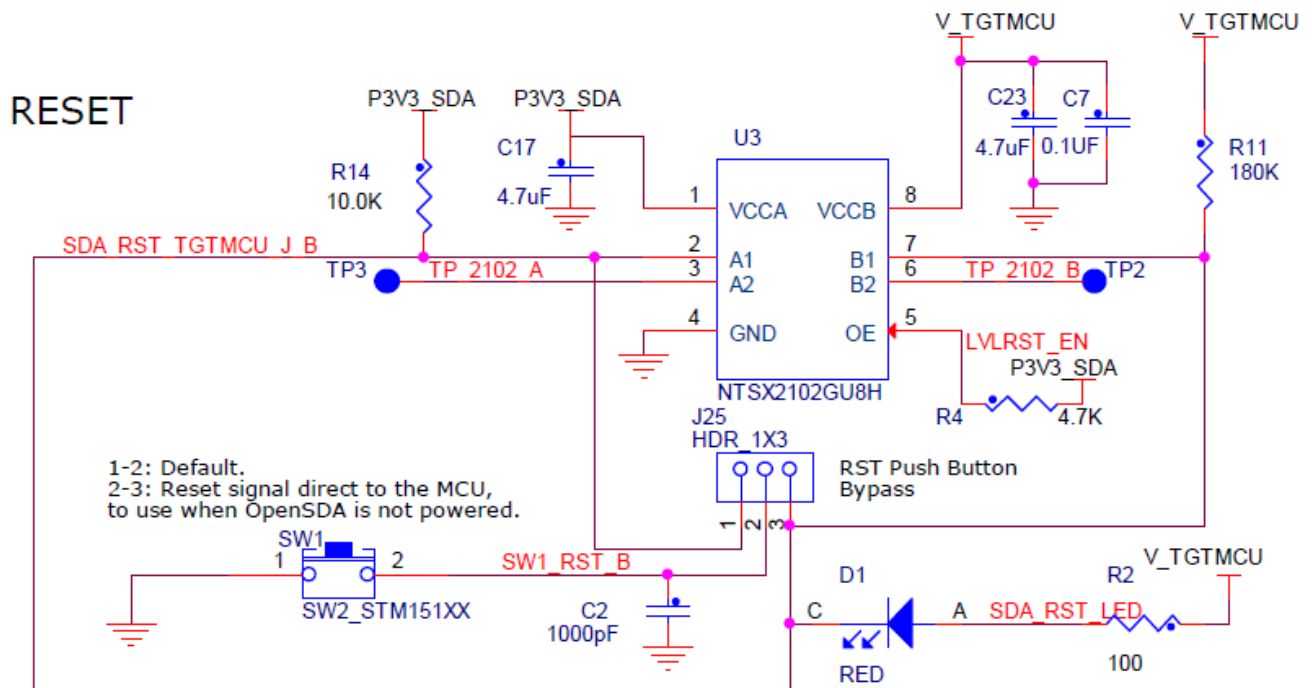 RESET
V_TGTMCU
V_TGTMCU
P3V3_SDA
P3V3_SDA
C17
4.7uF
R14
10.0K
U3
C23
4.7uF
C7
0.1UF
R11
180K
1
VCCA
VCCB
8
SDA_RST_TGTMCU_J_B
2
A1
B1
7
TP3
TP_2102_A
3
A2
B2
6
TP_2102_B
TP2
4
GND
OE
5
LVLRST_EN
P3V3_SDA
NTSX2102GU8H
R4
4.7K
J25
HDR_1X3
1-2: Default.
2-3: Reset signal direct to the MCU,
to use when OpenSDA is not powered.
RST Push Button
Bypass
1
2
3
SW1
1
2
SW1_RST_B
SW2_STM151XX
C2
1000pF
D1
C
A
SDA_RST_LED
RED
R2
100
V_TGTMCU